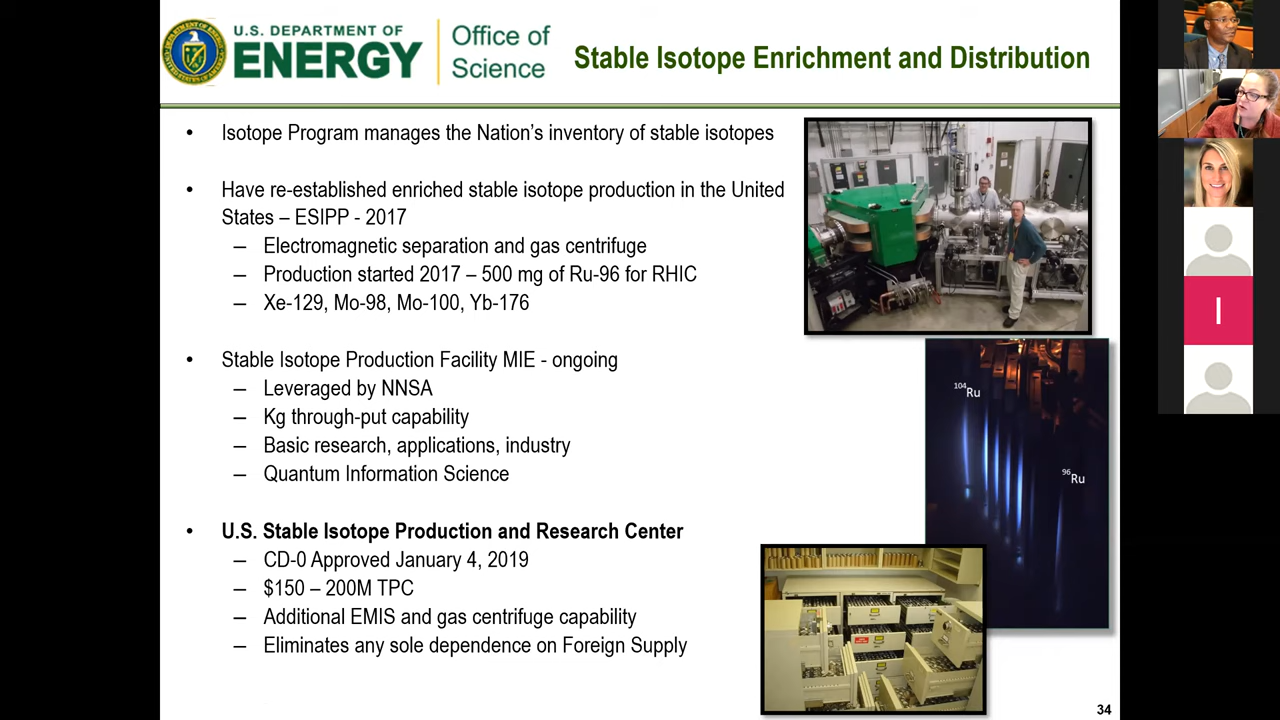 U.S. DEPARTMENT OF
ENERGY
Office of
Science
Stable Isotope Enrichment and Distribution
• Isotope Program manages the Nation's inventory of stable isotopes
• Have re-established enriched stable isotope production in the United
States – ESIPP - 2017
– Electromagnetic separation and gas centrifuge
– Production started 2017 – 500 mg of Ru-96 for RHIC
– Xe-129, Mo-98, Mo-100, Yb-176
• Stable Isotope Production Facility MIE - ongoing
– Leveraged by NNSA
– Kg through-put capability
– Basic research, applications, industry
– Quantum Information Science
• U.S. Stable Isotope Production and Research Center
– CD-0 Approved January 4, 2019
– $150 – 200M TPC
– Additional EMIS and gas centrifuge capability
– Eliminates any sole dependence on Foreign Supply
¹⁰⁴Ru
⁹⁶Ru
34
I